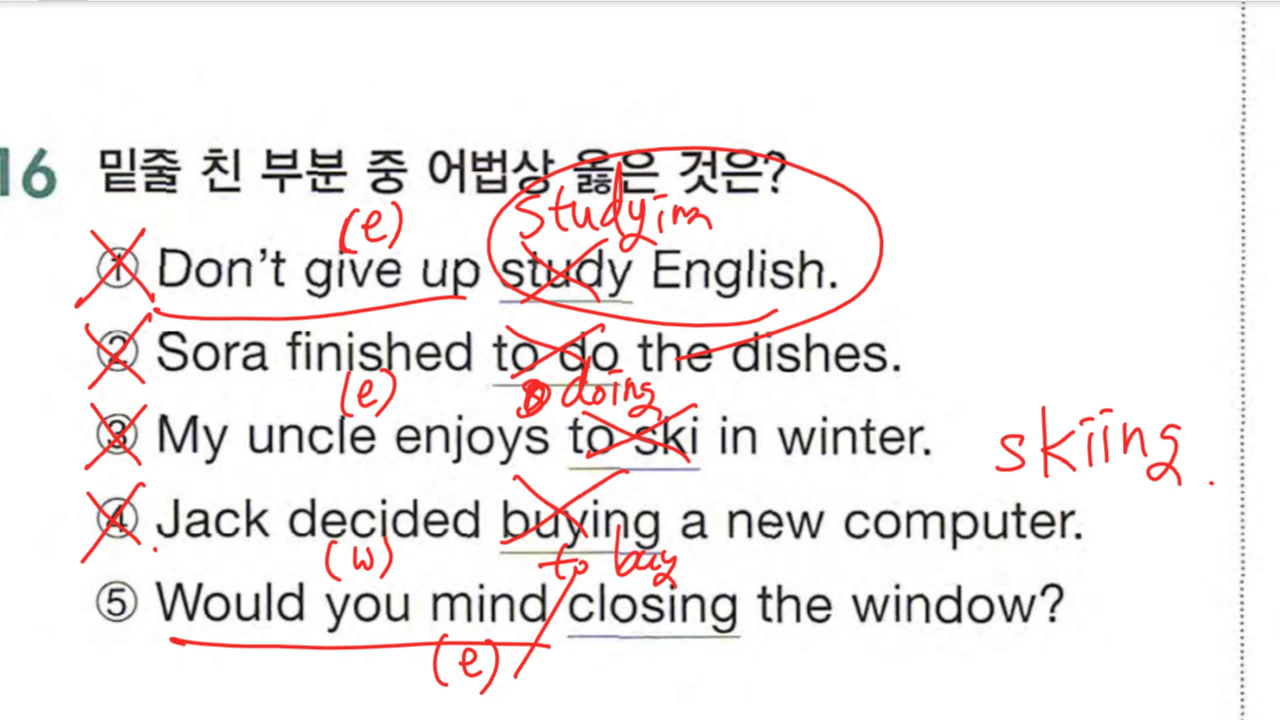 16 밑줄 친 부분 중 어법상 옳은 것은?
(e) studying
① Don't give up study English.
② Sora finished to do the dishes.
(e) doing
③ My uncle enjoys to ski in winter. skiing.
④ Jack decided buying a new computer.
(w) to buy
⑤ Would you mind closing the window?
(e)